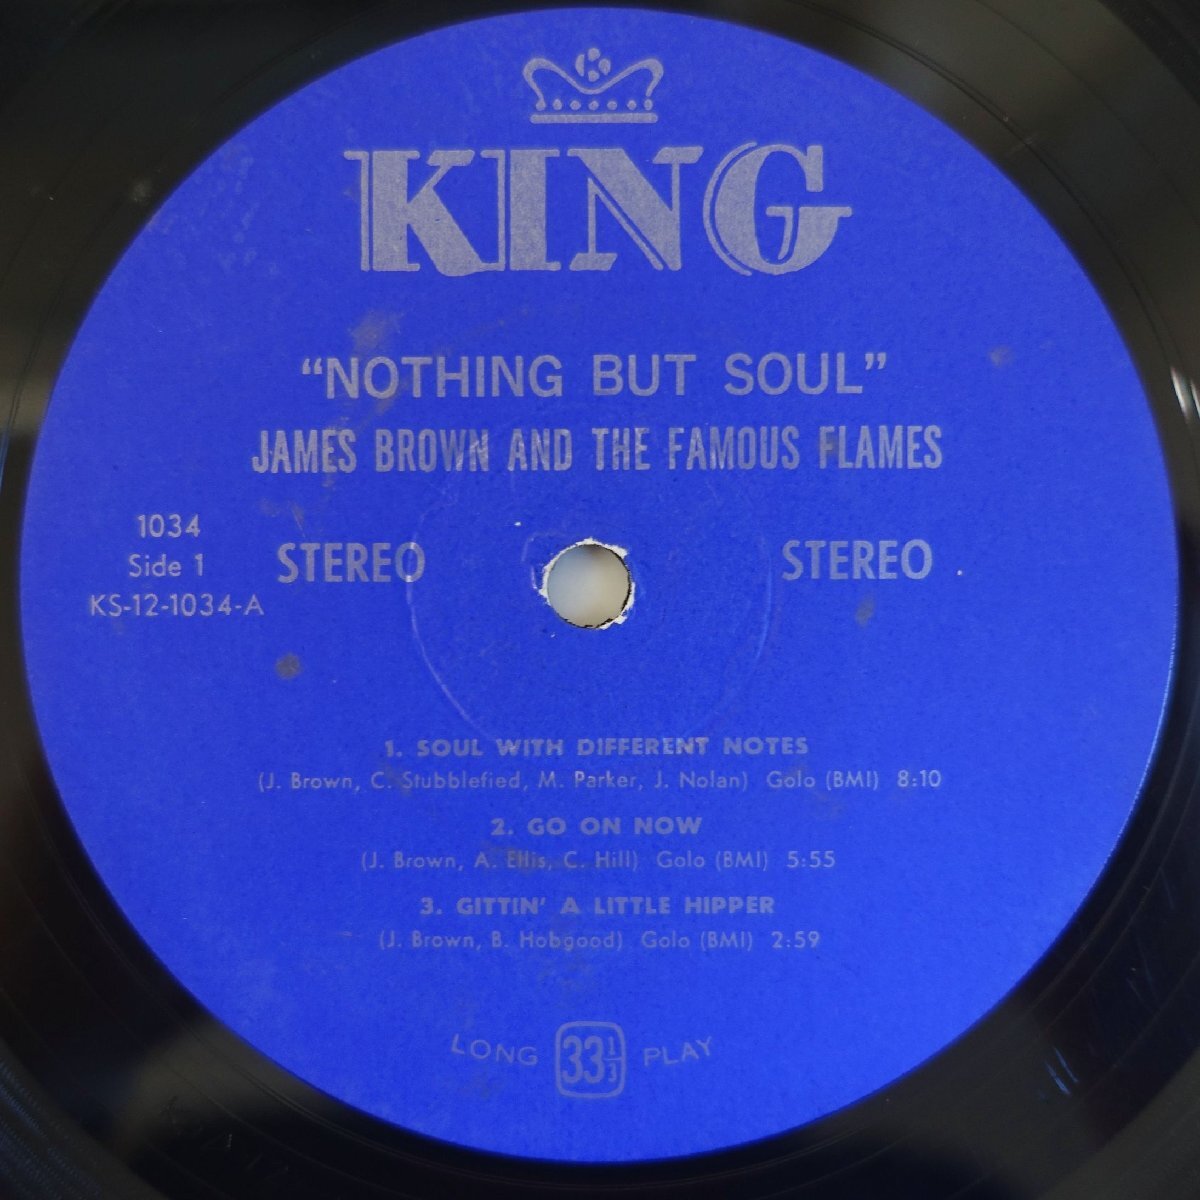 KING
“NOTHING BUT SOUL”
JAMES BROWN AND THE FAMOUS FLAMES
1034
Side 1
KS-12-1034-A
STEREO
STEREO
1. SOUL WITH DIFFERENT NOTES
(J. Brown, C. Stubblefied, M. Parker, J. Nolan) Golo (BMI) 8:10
2. GO ON NOW
(J. Brown, A. Ellis, C. Hill) Golo (BMI) 5:55
3. GITTIN' A LITTLE HIPPER
(J. Brown, B. Hobgood) Golo (BMI) 2:59
LONG 33 1/3 PLAY